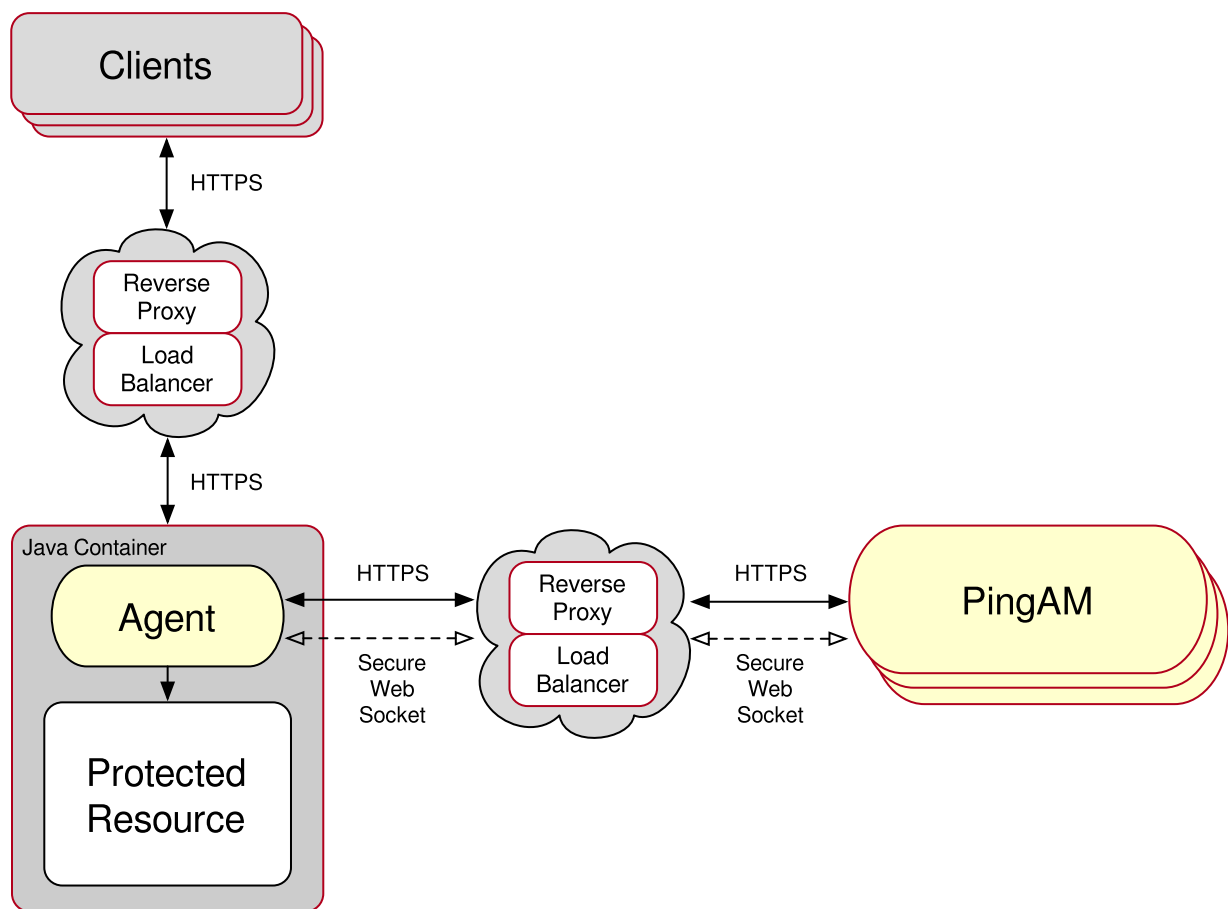 Clients
HTTPS
Reverse
Proxy
Load
Balancer
HTTPS
Java Container
Agent
Protected
Resource
HTTPS
Secure
Web
Socket
Reverse
Proxy
Load
Balancer
HTTPS
Secure
Web
Socket
PingAM